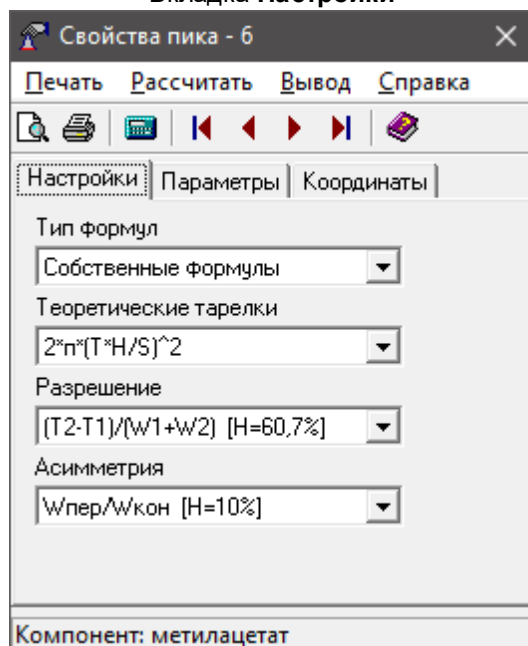 Вкладка Настройки
Свойства пика - 6
Печать Рассчитать Вывод Справка
Настройки Параметры Координаты
Тип формул
Собственные формулы
Теоретические тарелки
2*п*(T*H/S)^2
Разрешение
(T2-T1)/(W1+W2) [H=60,7%]
Асимметрия
Wпер/Wкон [H=10%]
Компонент: метилацетат